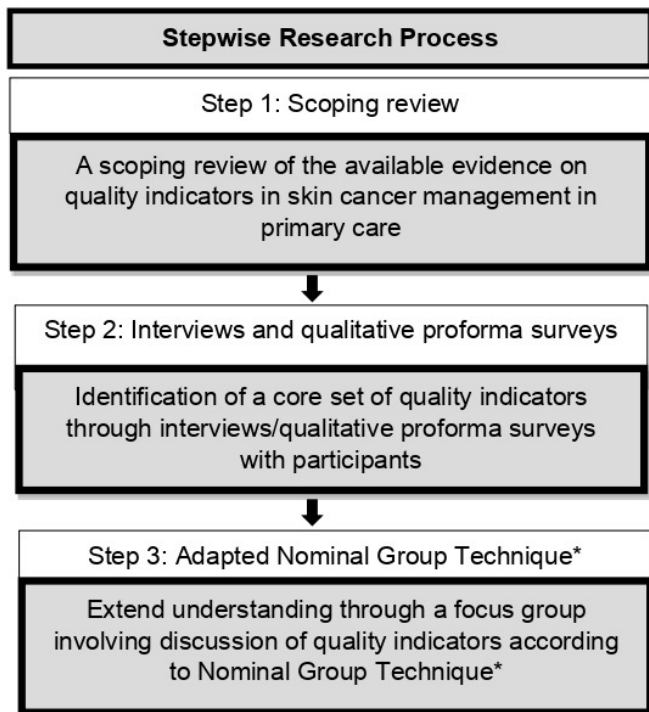 Stepwise Research Process
Step 1: Scoping review
A scoping review of the available evidence on
quality indicators in skin cancer management in
primary care
Step 2: Interviews and qualitative proforma surveys
Identification of a core set of quality indicators
through interviews/qualitative proforma surveys
with participants
Step 3: Adapted Nominal Group Technique*
Extend understanding through a focus group
involving discussion of quality indicators according
to Nominal Group Technique*